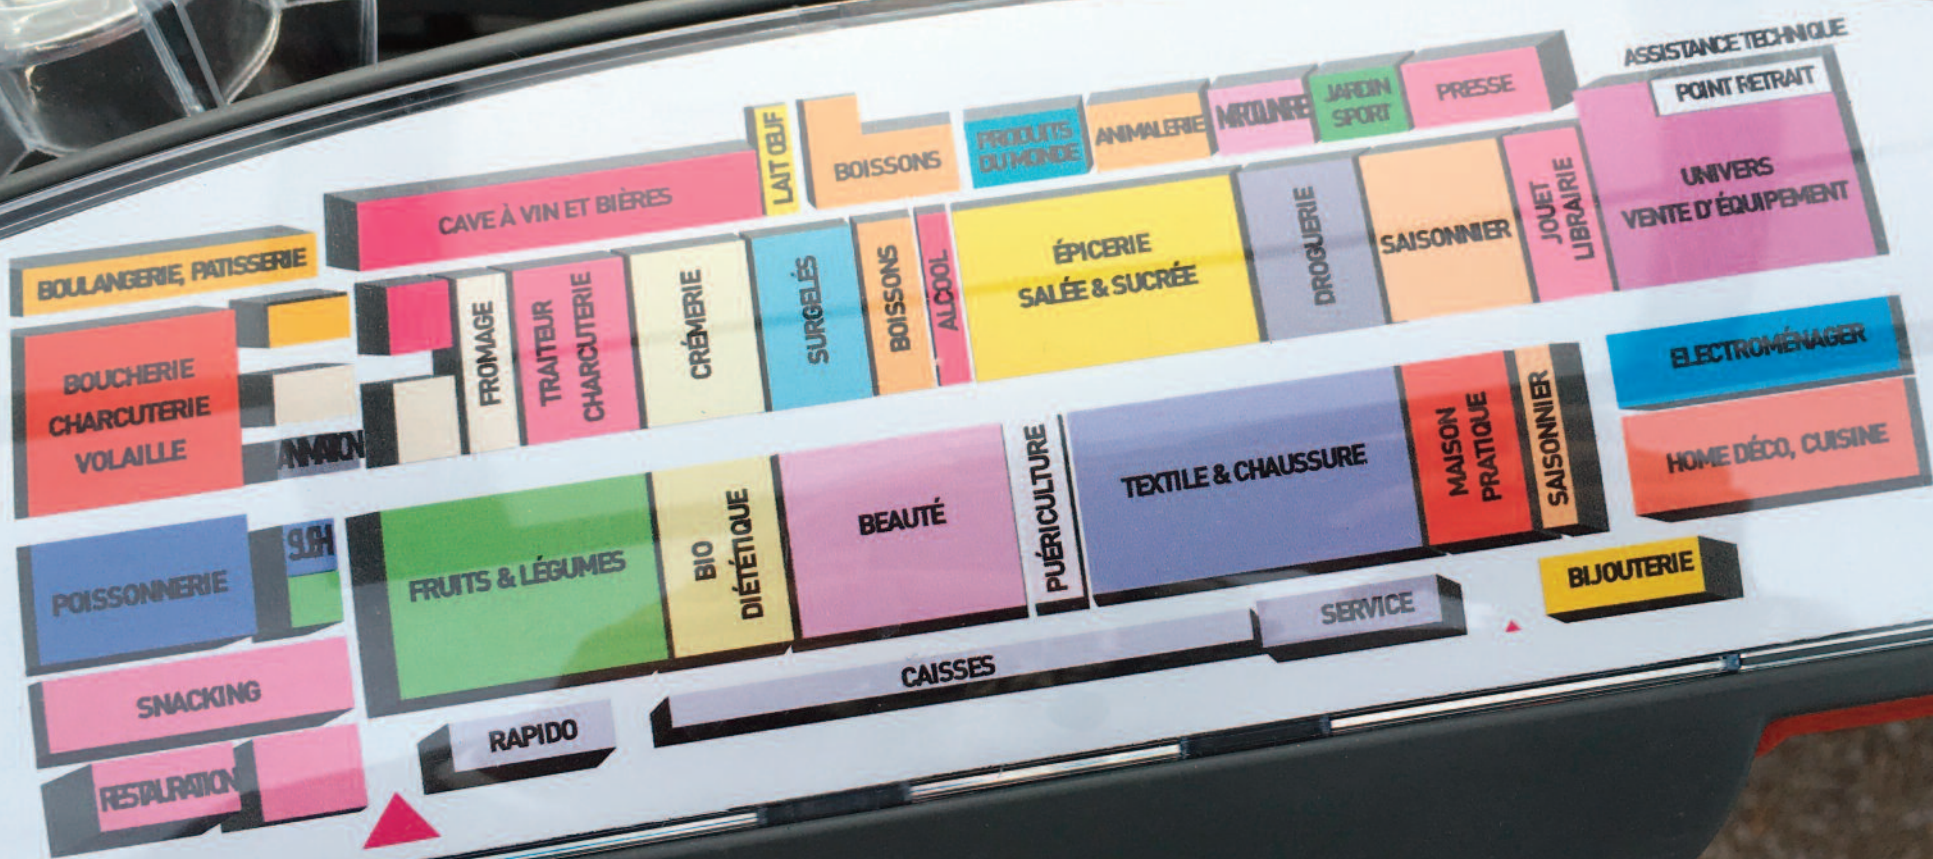 ASSISTANCE TECHNIQUE
POINT RETRAIT
UNIVERS
VENTE D'ÉQUIPEMENT
PRESSE
JARDIN
SPORT
ANIMALERIE
PRODUITS
DU MONDE
BOISSONS
LAIT ŒUF
CAVE À VIN ET BIÈRES
BOULANGERIE, PATISSERIE
BOUCHERIE
CHARCUTERIE
VOLAILLE
ANIMATION
FROMAGE
TRAITEUR
CHARCUTERIE
CRÉMERIE
SURGELÉS
BOISSONS
ALCOOL
ÉPICERIE
SALÉE & SUCRÉE
DROGUERIE
SAISONNIER
JOUET
LIBRAIRIE
ELECTROMÉNAGER
HOME DÉCO, CUISINE
POISSONNERIE
SUSHI
FRUITS & LÉGUMES
BIO
DIÉTÉTIQUE
BEAUTÉ
PUÉRICULTURE
TEXTILE & CHAUSSURE
MAISON
PRATIQUE
SAISONNIER
BIJOUTERIE
SERVICE
CAISSES
RAPIDO
SNACKING
RESTAURATION